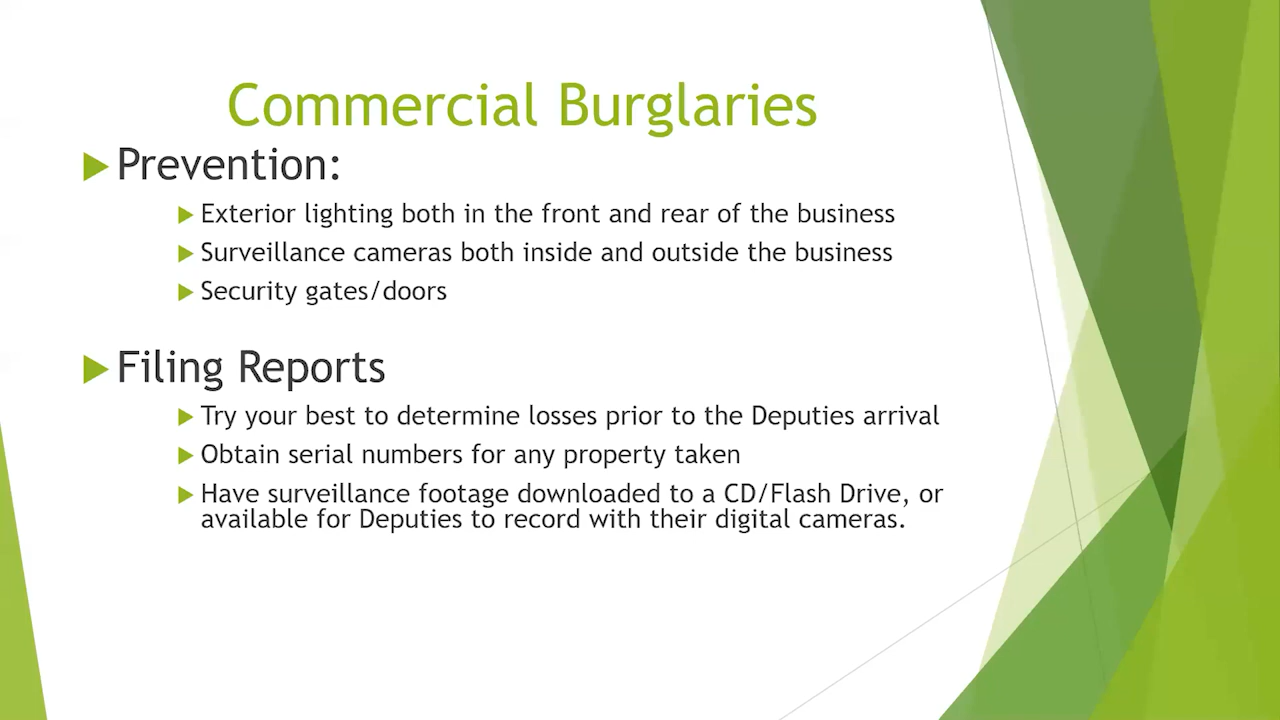 Commercial Burglaries
Prevention:
Exterior lighting both in the front and rear of the business
Surveillance cameras both inside and outside the business
Security gates/doors
Filing Reports
Try your best to determine losses prior to the Deputies arrival
Obtain serial numbers for any property taken
Have surveillance footage downloaded to a CD/Flash Drive, or
available for Deputies to record with their digital cameras.